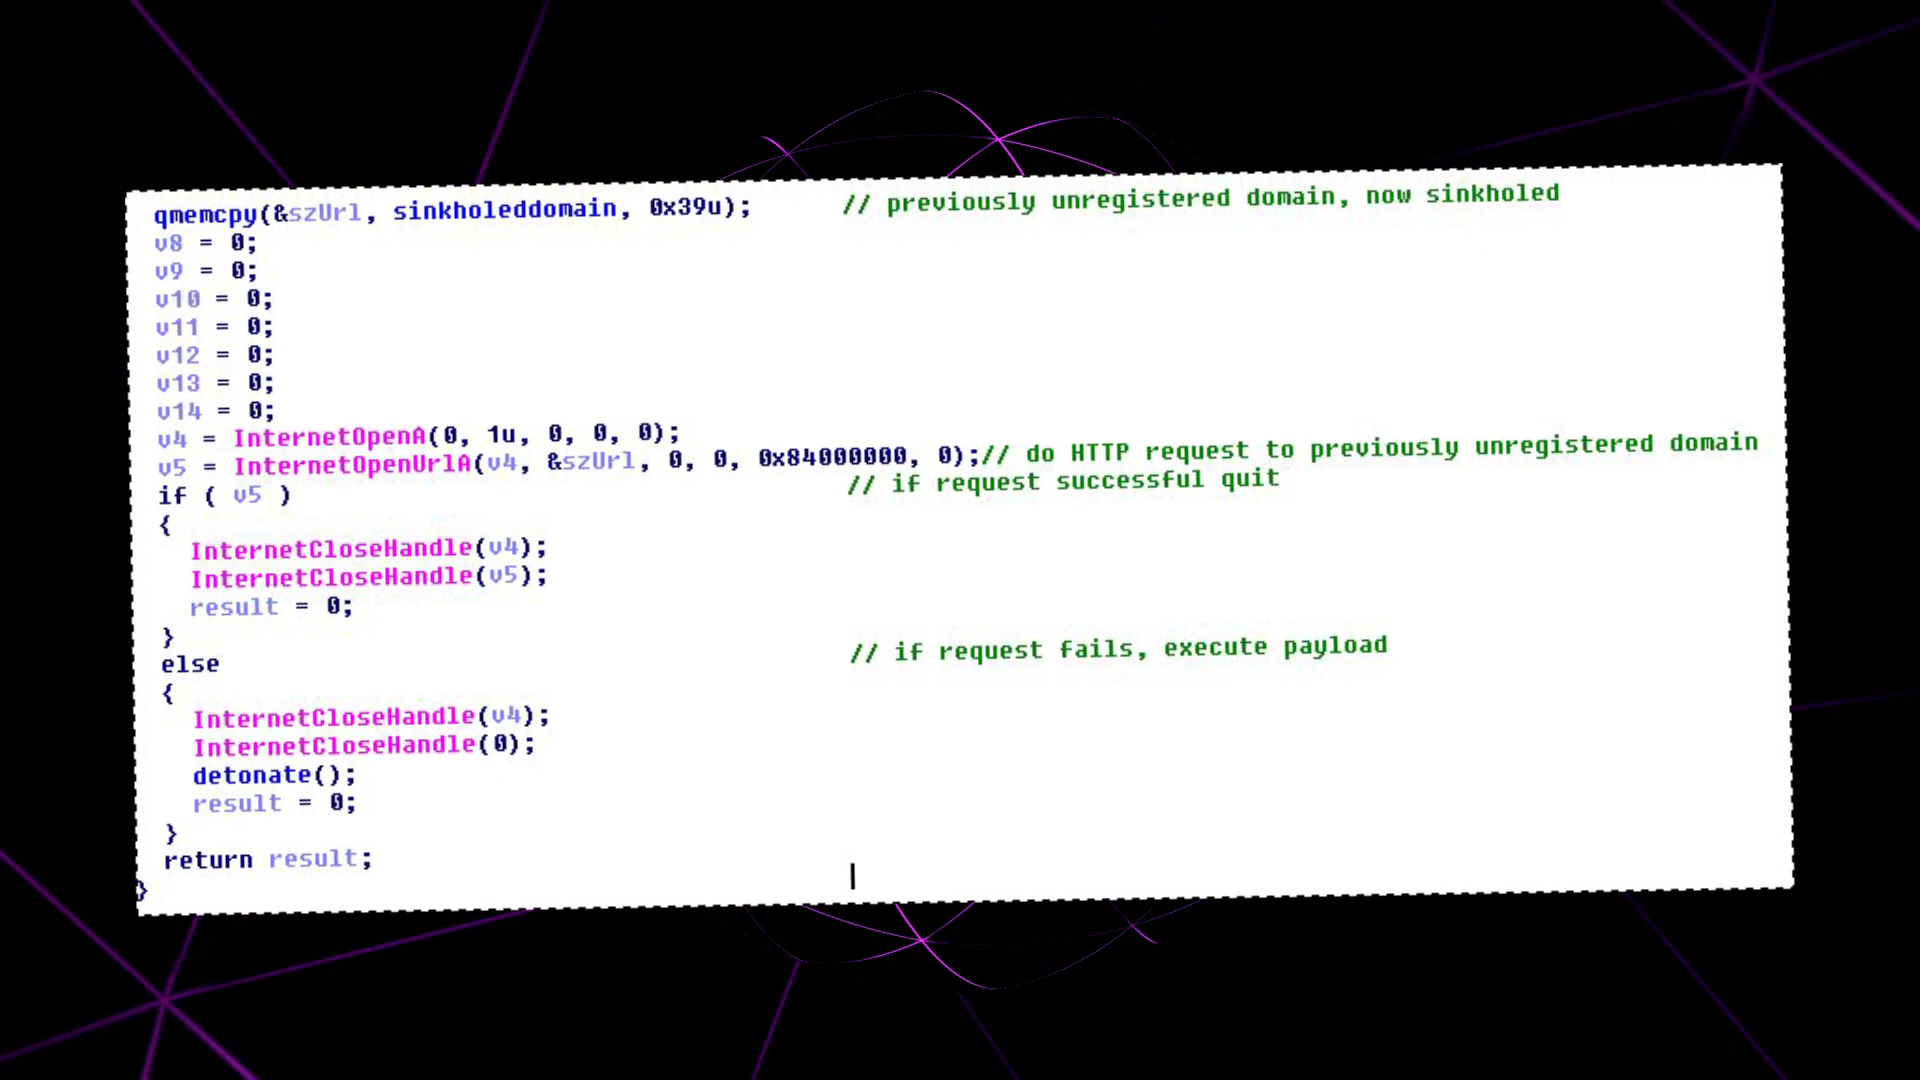 qmemcpy(&szUrl, sinkholeddomain, 0x39u); // previously unregistered domain, now sinkholed
v8 = 0;
v9 = 0;
v10 = 0;
v11 = 0;
v12 = 0;
v13 = 0;
v14 = 0;
v4 = InternetOpenA(0, 1u, 0, 0, 0);
v5 = InternetOpenUrlA(v4, &szUrl, 0, 0, 0x84000000, 0);// do HTTP request to previously unregistered domain
if ( v5 ) // if request successful quit
{
InternetCloseHandle(v4);
InternetCloseHandle(v5);
result = 0;
}
else // if request fails, execute payload
{
InternetCloseHandle(v4);
InternetCloseHandle(0);
detonate();
result = 0;
}
return result;
}